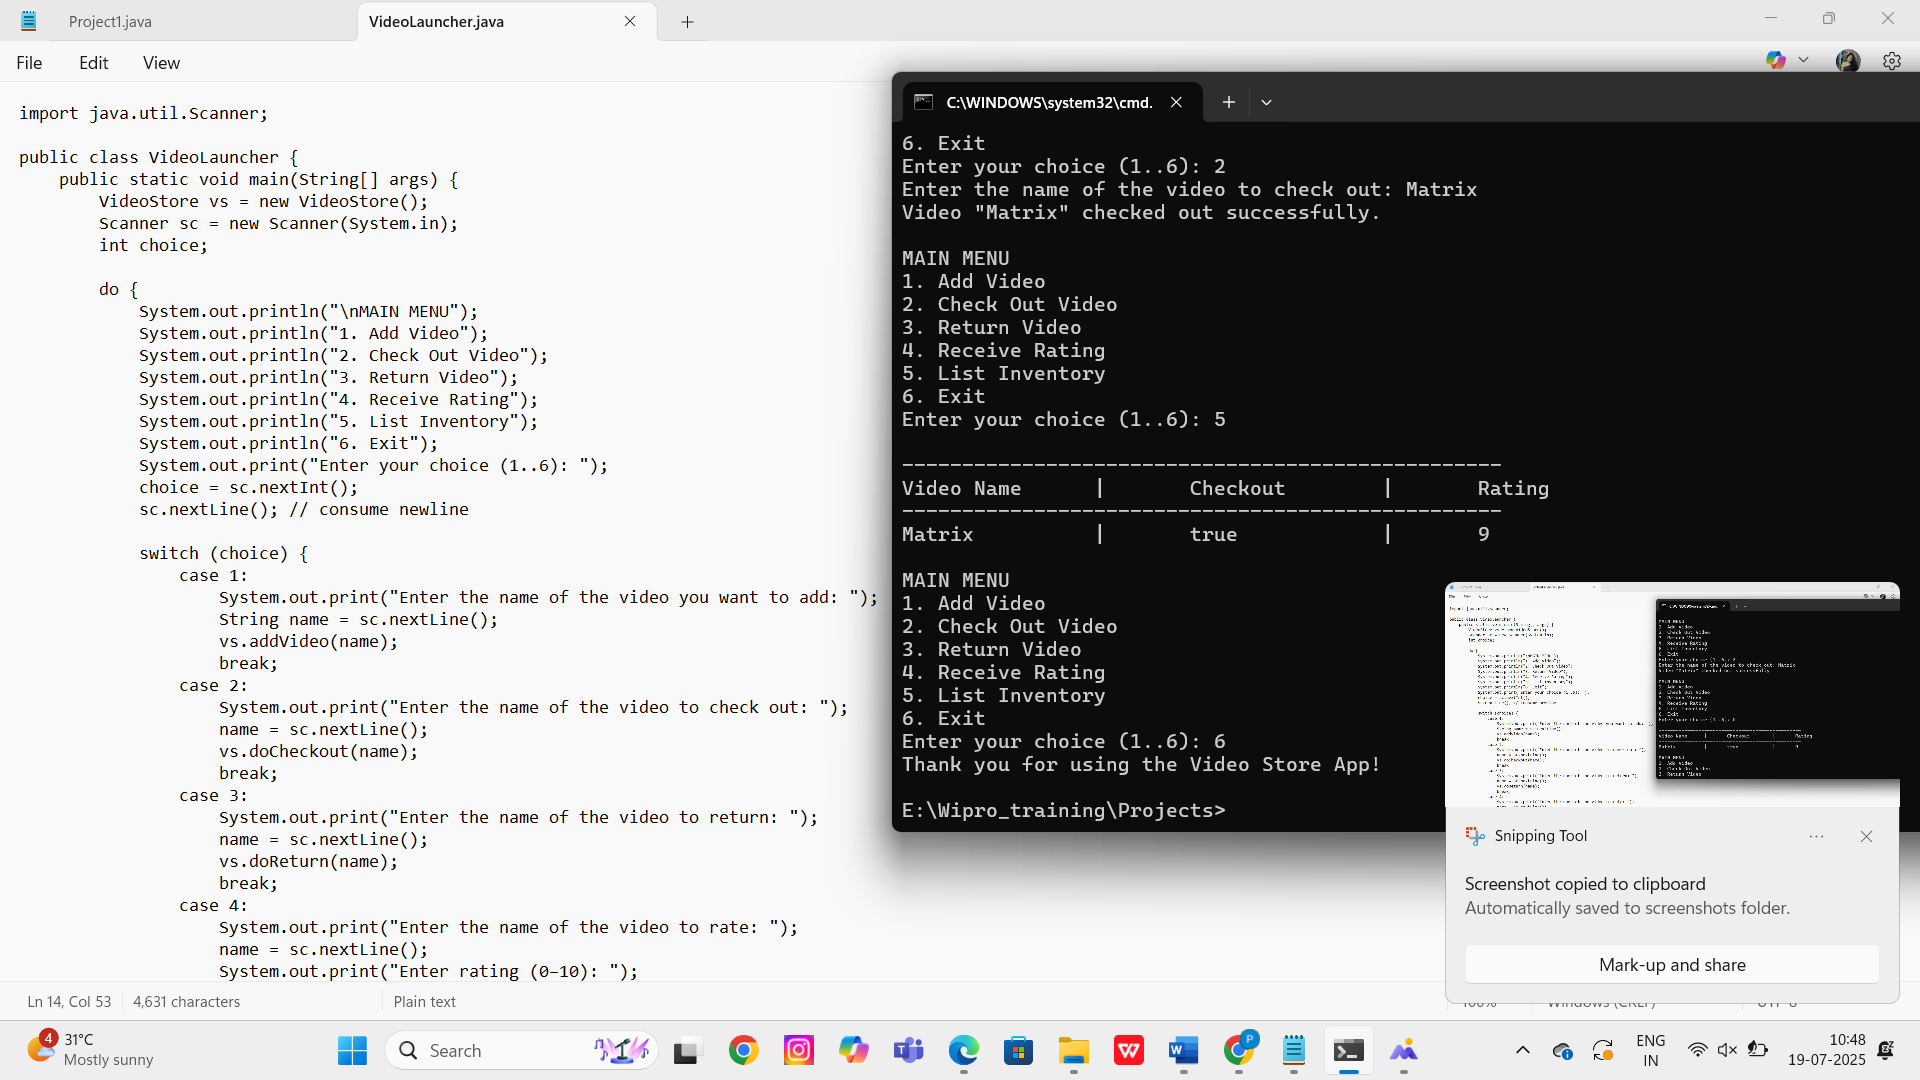 Project1.java
VideoLauncher.java
File
Edit
View
import java.util.Scanner;
public class VideoLauncher {
public static void main(String[] args) {
VideoStore vs = new VideoStore();
Scanner sc = new Scanner(System.in);
int choice;
do {
System.out.println("\nMAIN MENU");
System.out.println("1. Add Video");
System.out.println("2. Check Out Video");
System.out.println("3. Return Video");
System.out.println("4. Receive Rating");
System.out.println("5. List Inventory");
System.out.println("6. Exit");
System.out.print("Enter your choice (1..6): ");
choice = sc.nextInt();
sc.nextLine(); // consume newline
switch (choice) {
case 1:
System.out.print("Enter the name of the video you want to add: ");
String name = sc.nextLine();
vs.addVideo(name);
break;
case 2:
System.out.print("Enter the name of the video to check out: ");
name = sc.nextLine();
vs.doCheckout(name);
break;
case 3:
System.out.print("Enter the name of the video to return: ");
name = sc.nextLine();
vs.doReturn(name);
break;
case 4:
System.out.print("Enter the name of the video to rate: ");
name = sc.nextLine();
System.out.print("Enter rating (0–10): ");
C:\WINDOWS\system32\cmd.
6. Exit
Enter your choice (1..6): 2
Enter the name of the video to check out: Matrix
Video "Matrix" checked out successfully.
MAIN MENU
1. Add Video
2. Check Out Video
3. Return Video
4. Receive Rating
5. List Inventory
6. Exit
Enter your choice (1..6): 5
--------------------------------------------------
Video Name | Checkout | Rating
--------------------------------------------------
Matrix | true | 9
MAIN MENU
1. Add Video
2. Check Out Video
3. Return Video
4. Receive Rating
5. List Inventory
6. Exit
Enter your choice (1..6): 6
Thank you for using the Video Store App!
E:\Wipro_training\Projects>
Snipping Tool
Screenshot copied to clipboard
Automatically saved to screenshots folder.
Mark-up and share
Ln 14, Col 53
4,631 characters
Plain text
4
31°C
Mostly sunny
Search
ENG
IN
10:48
19-07-2025